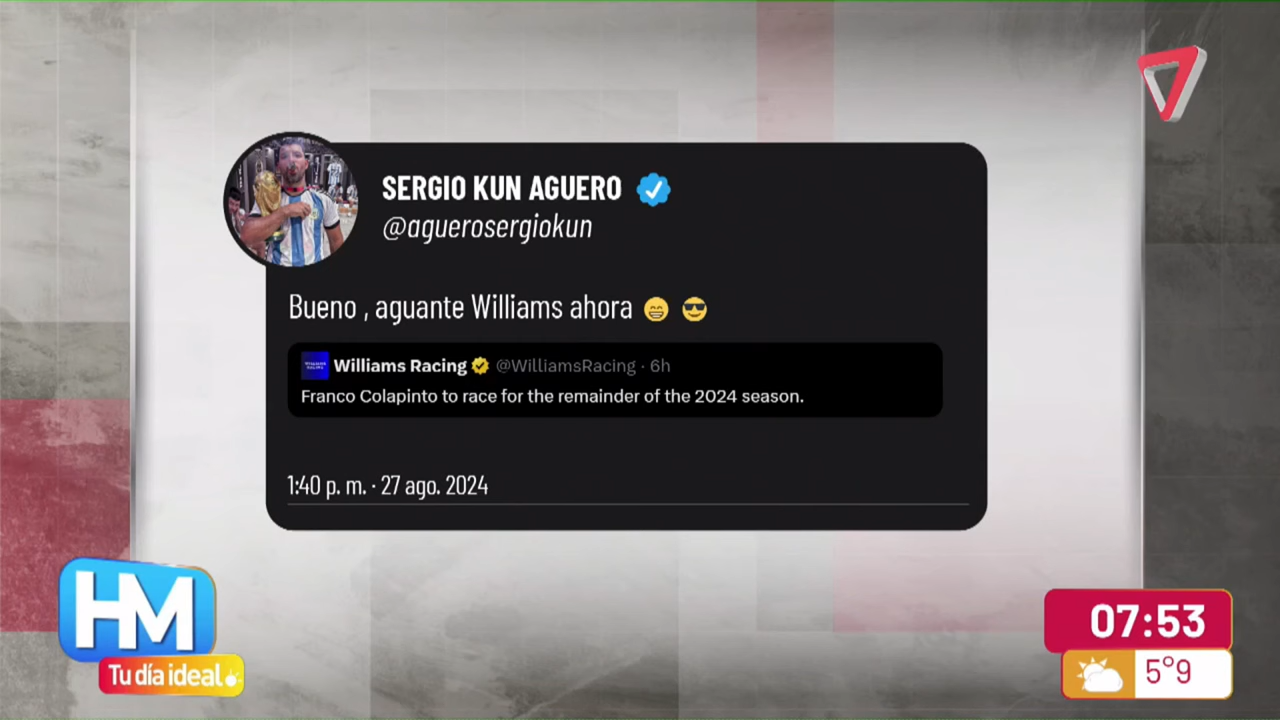 SERGIO KUN AGUERO
@aguerosergiokun
Bueno , aguante Williams ahora 😁 😎
Williams Racing @WilliamsRacing · 6h
Franco Colapinto to race for the remainder of the 2024 season.
1:40 p. m. · 27 ago. 2024
HM
Tu día ideal
07:53
5°9